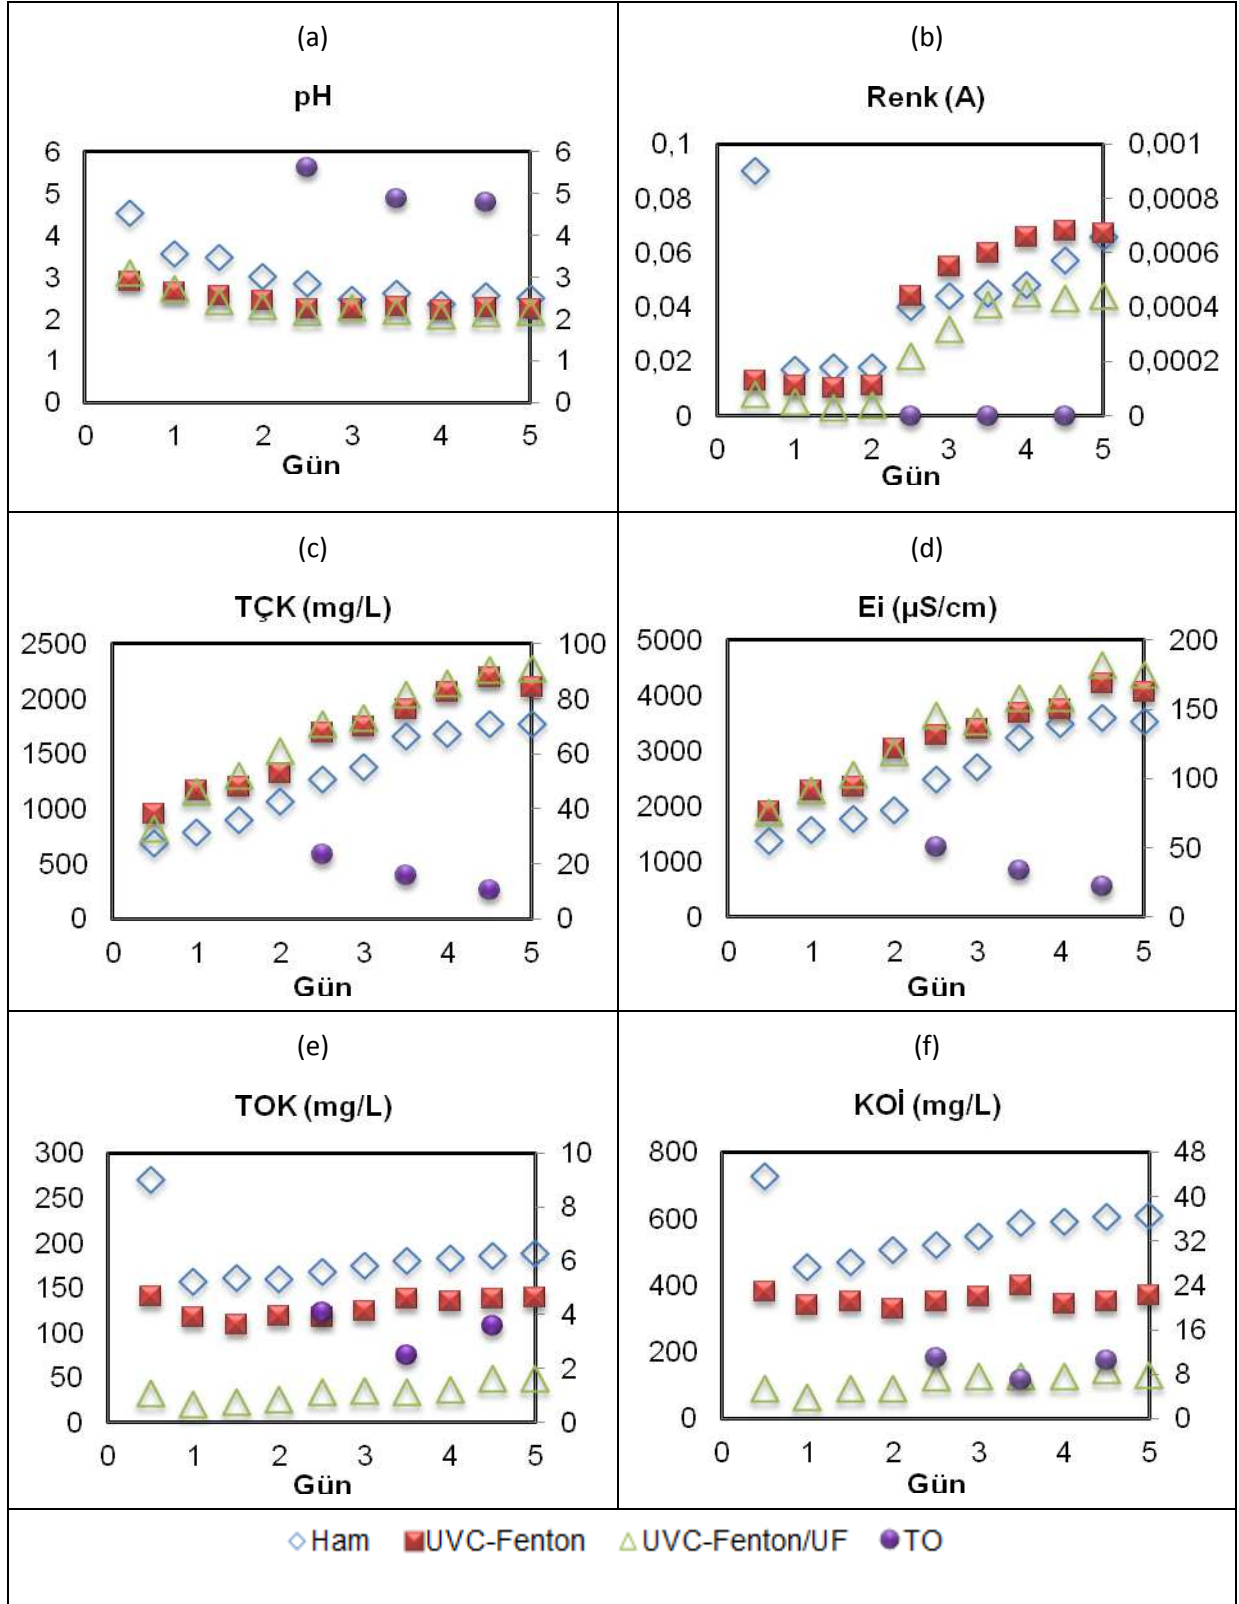 (a)
pH
6 6
5 5
4 4
3 3
2 2
1 1
0 0
0 1 2 3 4 5
Gün
(b)
Renk (A)
0,1 0,001
0,08 0,0008
0,06 0,0006
0,04 0,0004
0,02 0,0002
0 0
0 1 2 3 4 5
Gün
(c)
TÇK (mg/L)
2500 100
2000 80
1500 60
1000 40
500 20
0 0
0 1 2 3 4 5
Gün
(d)
Ei (µS/cm)
5000 200
4000 150
3000
2000 100
1000 50
0 0
0 1 2 3 4 5
Gün
(e)
TOK (mg/L)
300 10
250 8
200 6
150
100 4
50 2
0 0
0 1 2 3 4 5
Gün
(f)
KOİ (mg/L)
800 48
600 40
32
400 24
200 16
8
0 0
0 1 2 3 4 5
Gün
Ham UVC-Fenton UVC-Fenton/UF TO